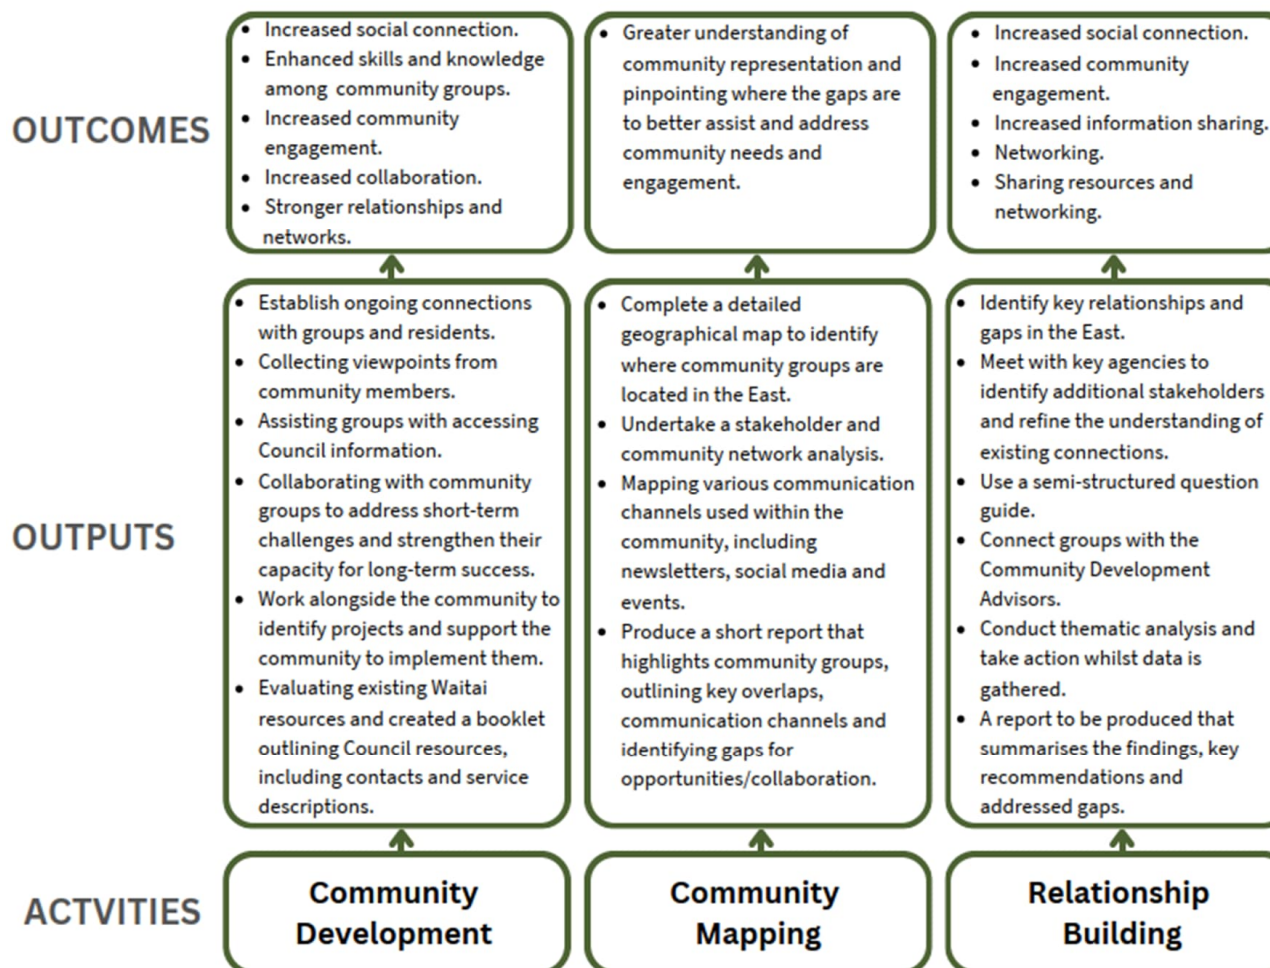 OUTCOMES
• Increased social connection.
• Enhanced skills and knowledge
among community groups.
• Increased community
engagement.
• Increased collaboration.
• Stronger relationships and
networks.
• Greater understanding of
community representation and
pinpointing where the gaps are
to better assist and address
community needs and
engagement.
• Increased social connection.
• Increased community
engagement.
• Increased information sharing.
• Networking.
• Sharing resources and
networking.
OUTPUTS
• Establish ongoing connections
with groups and residents.
• Collecting viewpoints from
community members.
• Assisting groups with accessing
Council information.
• Collaborating with community
groups to address short-term
challenges and strengthen their
capacity for long-term success.
• Work alongside the community to
identify projects and support the
community to implement them.
• Evaluating existing Waitai
resources and created a booklet
outlining Council resources,
including contacts and service
descriptions.
• Complete a detailed
geographical map to identify
where community groups are
located in the East.
• Undertake a stakeholder and
community network analysis.
• Mapping various communication
channels used within the
community, including
newsletters, social media and
events.
• Produce a short report that
highlights community groups,
outlining key overlaps,
communication channels and
identifying gaps for
opportunities/collaboration.
• Identify key relationships and
gaps in the East.
• Meet with key agencies to
identify additional stakeholders
and refine the understanding of
existing connections.
• Use a semi-structured question
guide.
• Connect groups with the
Community Development
Advisors.
• Conduct thematic analysis and
take action whilst data is
gathered.
• A report to be produced that
summarises the findings, key
recommendations and
addressed gaps.
ACTVITIES
Community
Development
Community
Mapping
Relationship
Building